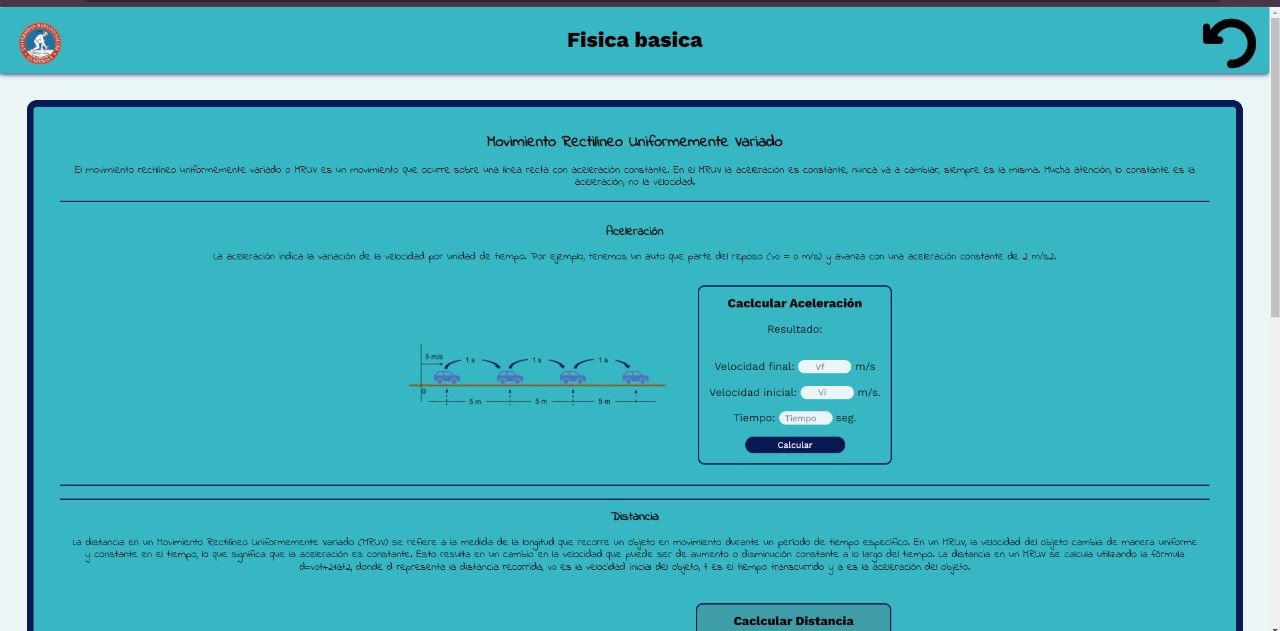 Fisica basica
Movimiento Rectilineo Uniformemente Variado
El movimiento rectilíneo uniformemente variado o MRUV es un movimiento que ocurre sobre una línea recta con aceleración constante. En el MRUV la aceleración es constante, nunca va a cambiar, siempre es la misma. Mucha atención, lo constante es la
aceleración, no la velocidad.
Aceleración
La aceleración indica la variación de la velocidad por unidad de tiempo. Por ejemplo, tenemos un auto que parte del reposo (v0 = 0 m/s) y avanza con una aceleración constante de 2 m/s2.
Caclcular Aceleración
Resultado:
5 m/s 1 s 1 s 1 s
0
5 m 5 m 5 m
Velocidad final: Vf m/s
Velocidad inicial: Vi m/s.
Tiempo: Tiempo seg.
Calcular
Distancia
La distancia en un Movimiento Rectilíneo Uniformemente Variado (MRUV) se refiere a la medida de la longitud que recorre un objeto en movimiento durante un período de tiempo específico. En un MRUV, la velocidad del objeto cambia de manera uniforme
y constante en el tiempo, lo que significa que la aceleración es constante. Esto resulta en un cambio en la velocidad que puede ser de aumento o disminución constante a lo largo del tiempo. La distancia en un MRUV se calcula utilizando la fórmula
donde d representa la distancia recorrida, v0 es la velocidad inicial del objeto, t es el tiempo transcurrido y a es la aceleración del objeto.
Caclcular Distancia